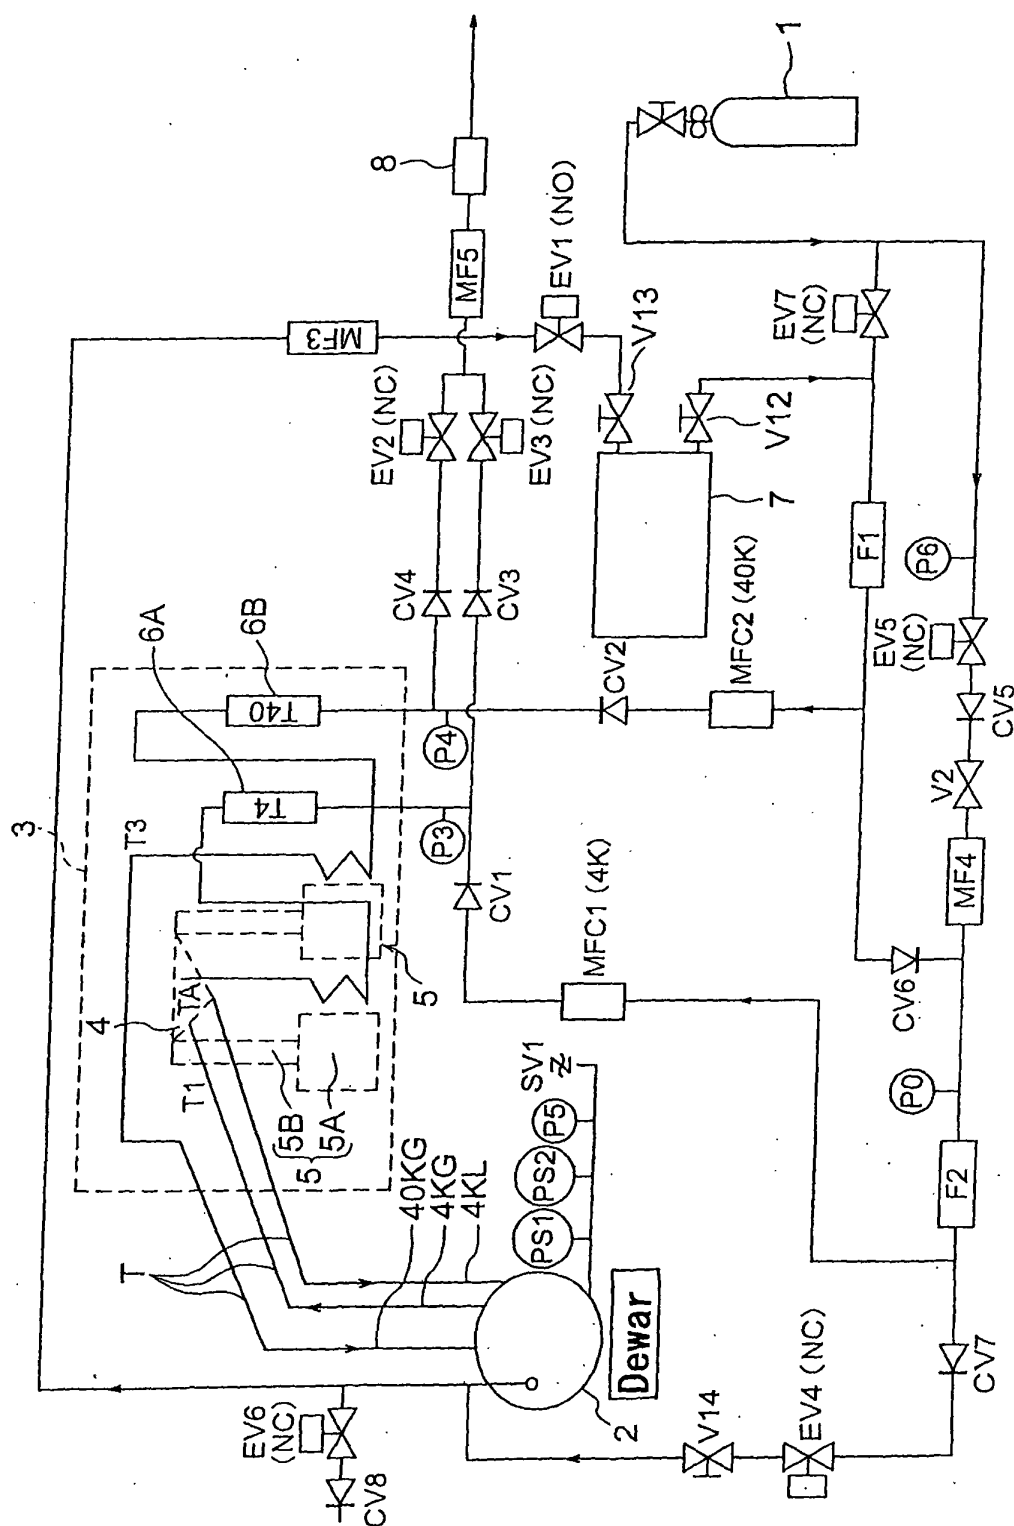 1
8
MF5
EV1 (NO)
MF3
V13
EV7
(NC)
EV2 (NC)
EV3 (NC)
V12
7
F1
P6
EV5
(NC)
CV4
CV3
6A
6B
T40
CV2
MFC2 (40K)
P4
CV5
V2
T4
P3
3
T3
CV1
MF4
MFC1 (4K)
5
TA
4
CV6
T1
5B
5A
5
SV1
P5
PS2
PS1
P0
F2
40KG
4KG
4KL
T
Dewar
2
EV6
(NC)
CV8
V14
EV4 (NC)
CV7